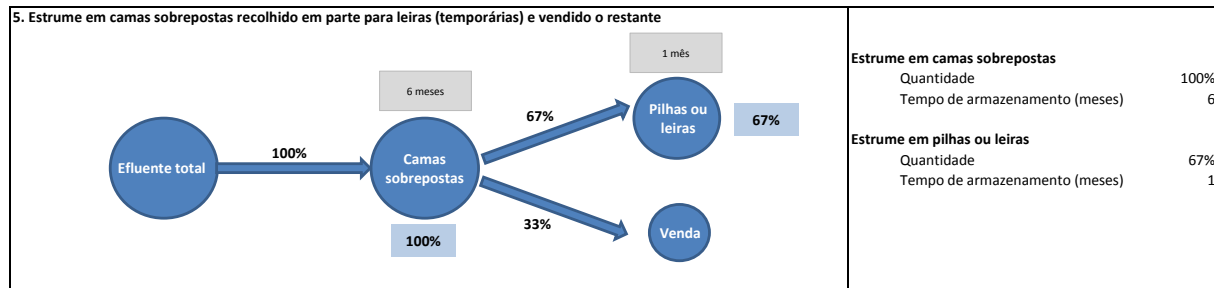 5. Estrume em camas sobrepostas recolhido em parte para leiras (temporárias) e vendido o restante
1 mês
6 meses
67%
Pilhas ou
leiras
67%
100%
Efluente total
Camas
sobrepostas
33%
100%
Venda
Estrume em camas sobrepostas
Quantidade 100%
Tempo de armazenamento (meses) 6
Estrume em pilhas ou leiras
Quantidade 67%
Tempo de armazenamento (meses) 1